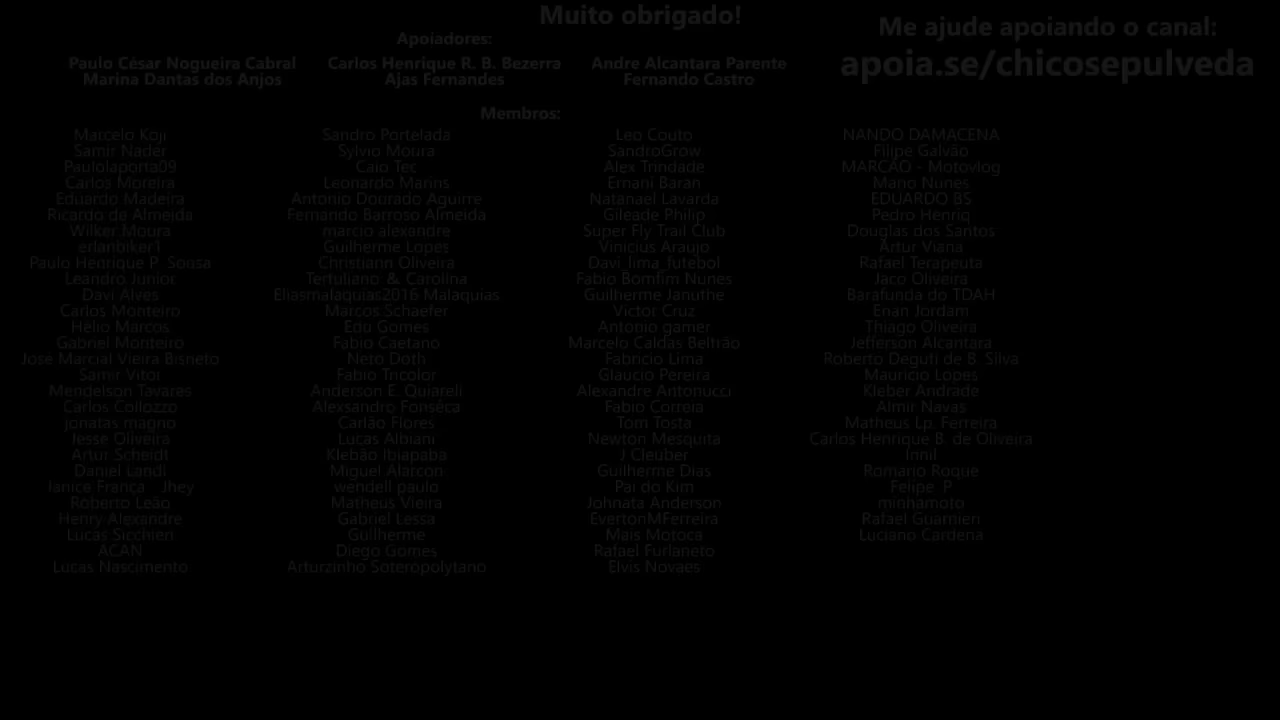 Muito obrigado!
Me ajude apoiando o canal:
apoia.se/chicosepulveda
Apoiadores:
Paulo César Nogueira Cabral
Marina Dantas dos Anjos
Carlos Henrique R. B. Bezerra
Ajas Fernandes
Andre Alcantara Parente
Fernando Castro
Membros:
Marcelo Koji
Samir Nader
Paulolaporta09
Carlos Moreira
Eduardo Madeira
Ricardo de Almeida
Wilker Moura
erlanbiker1
Paulo Henrique P. Sousa
Leandro Junior
Davi Alves
Carlos Monteiro
Helio Marcos
Gabriel Monteiro
José Marcial Vieira Bisneto
Samir Vitor
Mendelson Tavares
Carlos Collozzo
jonatas magno
Jesse Oliveira
Artur Scheidt
Daniel Landi
Janice França _Jhey
Roberto Leão
Henry Alexandre
Lucas Sicchieri
ACAN
Lucas Nascimento
Sandro Portelada
Sylvio Moura
Caio Tec
Leonardo Marins
Antonio Dourado Aguirre
Fernando Barroso Almeida
marcio alexandre
Guilherme Lopes
Christiann Oliveira
Tertuliano & Carolina
Eliasmalaquias2016 Malaquias
Marcos Schaefer
Edu Gomes
Fabio Caetano
Neto Doth
Fabio Tricolor
Anderson E. Quiareli
Alexsandro Fonsêca
Carlão Flores
Lucas Albiani
Klebão Ibiapaba
Miguel Alarcon
wendell paulo
Matheus Vieira
Gabriel Lessa
Guilherme
Diego Gomes
Arturzinho Soteropolytano
Leo Couto
SandroGrow
Alex Trindade
Ernani Baran
Natanael Lavarda
Gileade Philip
Super Fly Trail Club
Vinicius Araujo
Davi_lima_futebol
Fabio Bomfim Nunes
Guilherme Januthe
Victor Cruz
Antonio gamer
Marcelo Caldas Beltrão
Fabricio Lima
Glaucio Pereira
Alexandre Antonucci
Fabio Correia
Tom Tosta
Newton Mesquita
J Cleuber
Guilherme Dias
Pai do Kim
Johnata Anderson
EvertonMFerreira
Mais Motoca
Rafael Furlaneto
Elvis Novaes
NANDO DAMACENA
Filipe Galvão
MARCÃO - Motovlog
Mano Nunes
EDUARDO BS
Pedro Henriq
Douglas dos Santos
Artur Viana
Rafael Terapeuta
Jaco Oliveira
Barafunda do TDAH
Enan Jordam
Thiago Oliveira
Jefferson Alcantara
Roberto Deguti de B. Silva
Mauricio Lopes
Kleber Andrade
Almir Navas
Matheus Lp. Ferreira
Carlos Henrique B. de Oliveira
Innil
Romario Roque
Felipe_P_
minhamoto
Rafael Guarnieri
Luciano Cardena